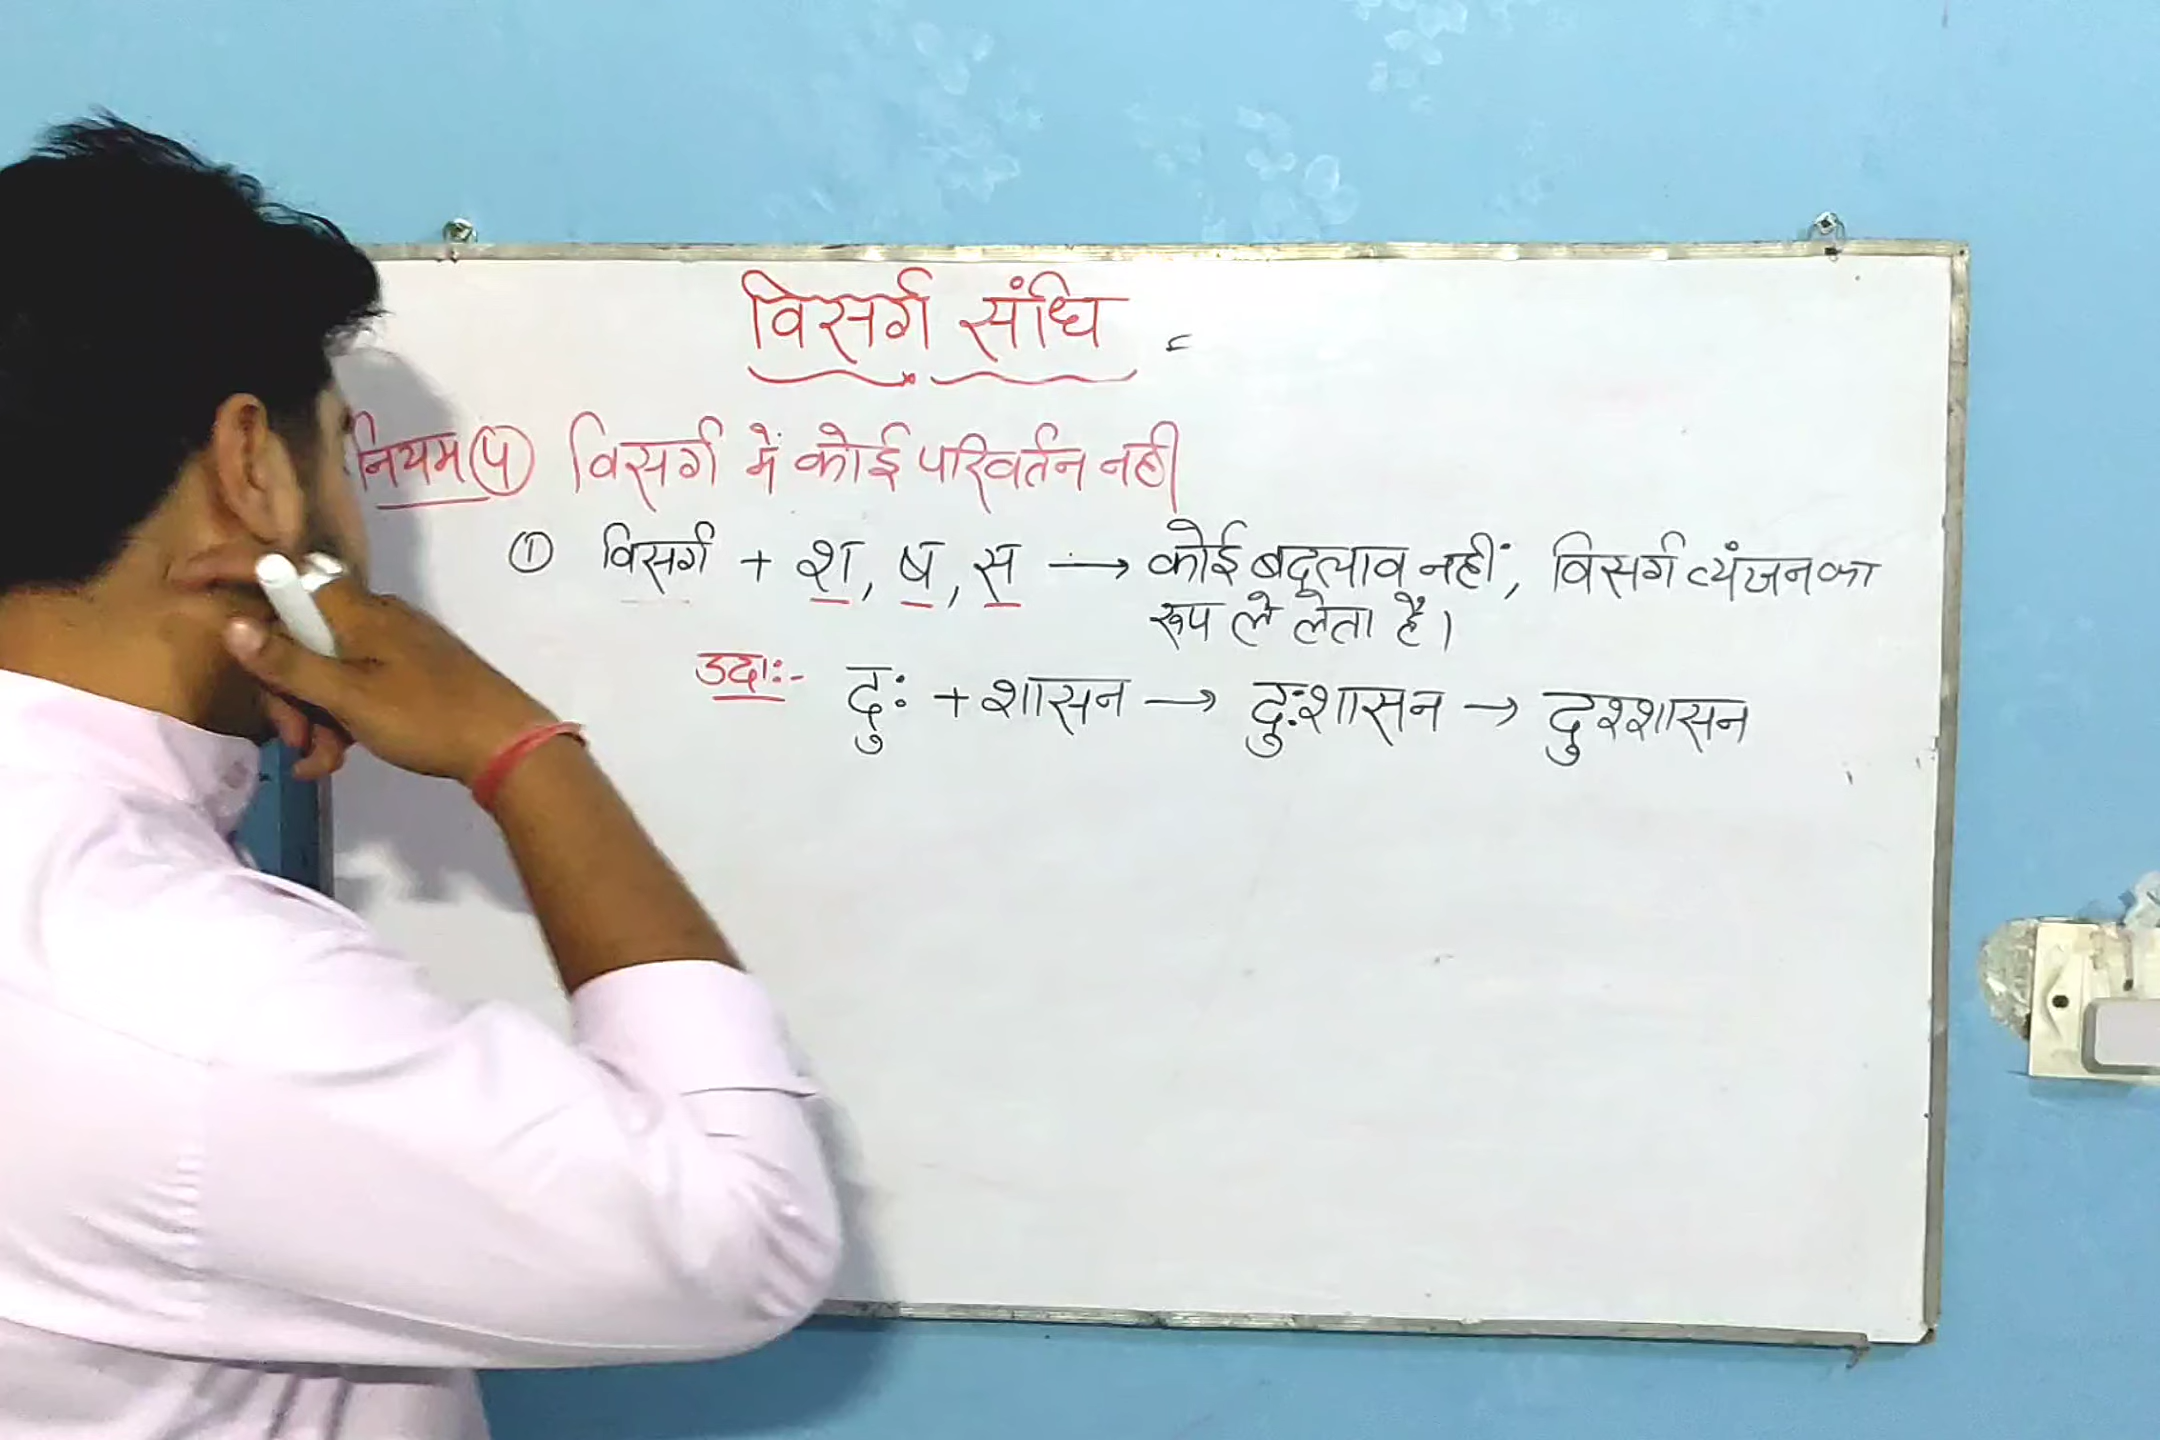 विसर्ग संधि =
नियम ५ विसर्ग में कोई परिवर्तन नही
① विसर्ग + श, ष, स → कोई बदलाव नहीं, विसर्ग व्यंजन का
रूप ले लेता है।
उदाः- दुः + शासन → दुःशासन → दुश्शासन